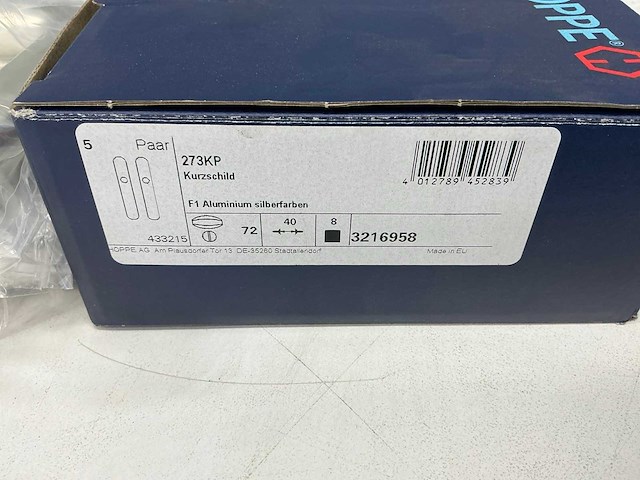 HOPPE®
5 Paar
273KP
Kurzschild
F1 Aluminium silberfarben
4 012789 452839
433215 72 40 8 3216958
HOPPE AG Am Plausdorfer Tor 13 DE-35260 Stadtallendorf Made in EU